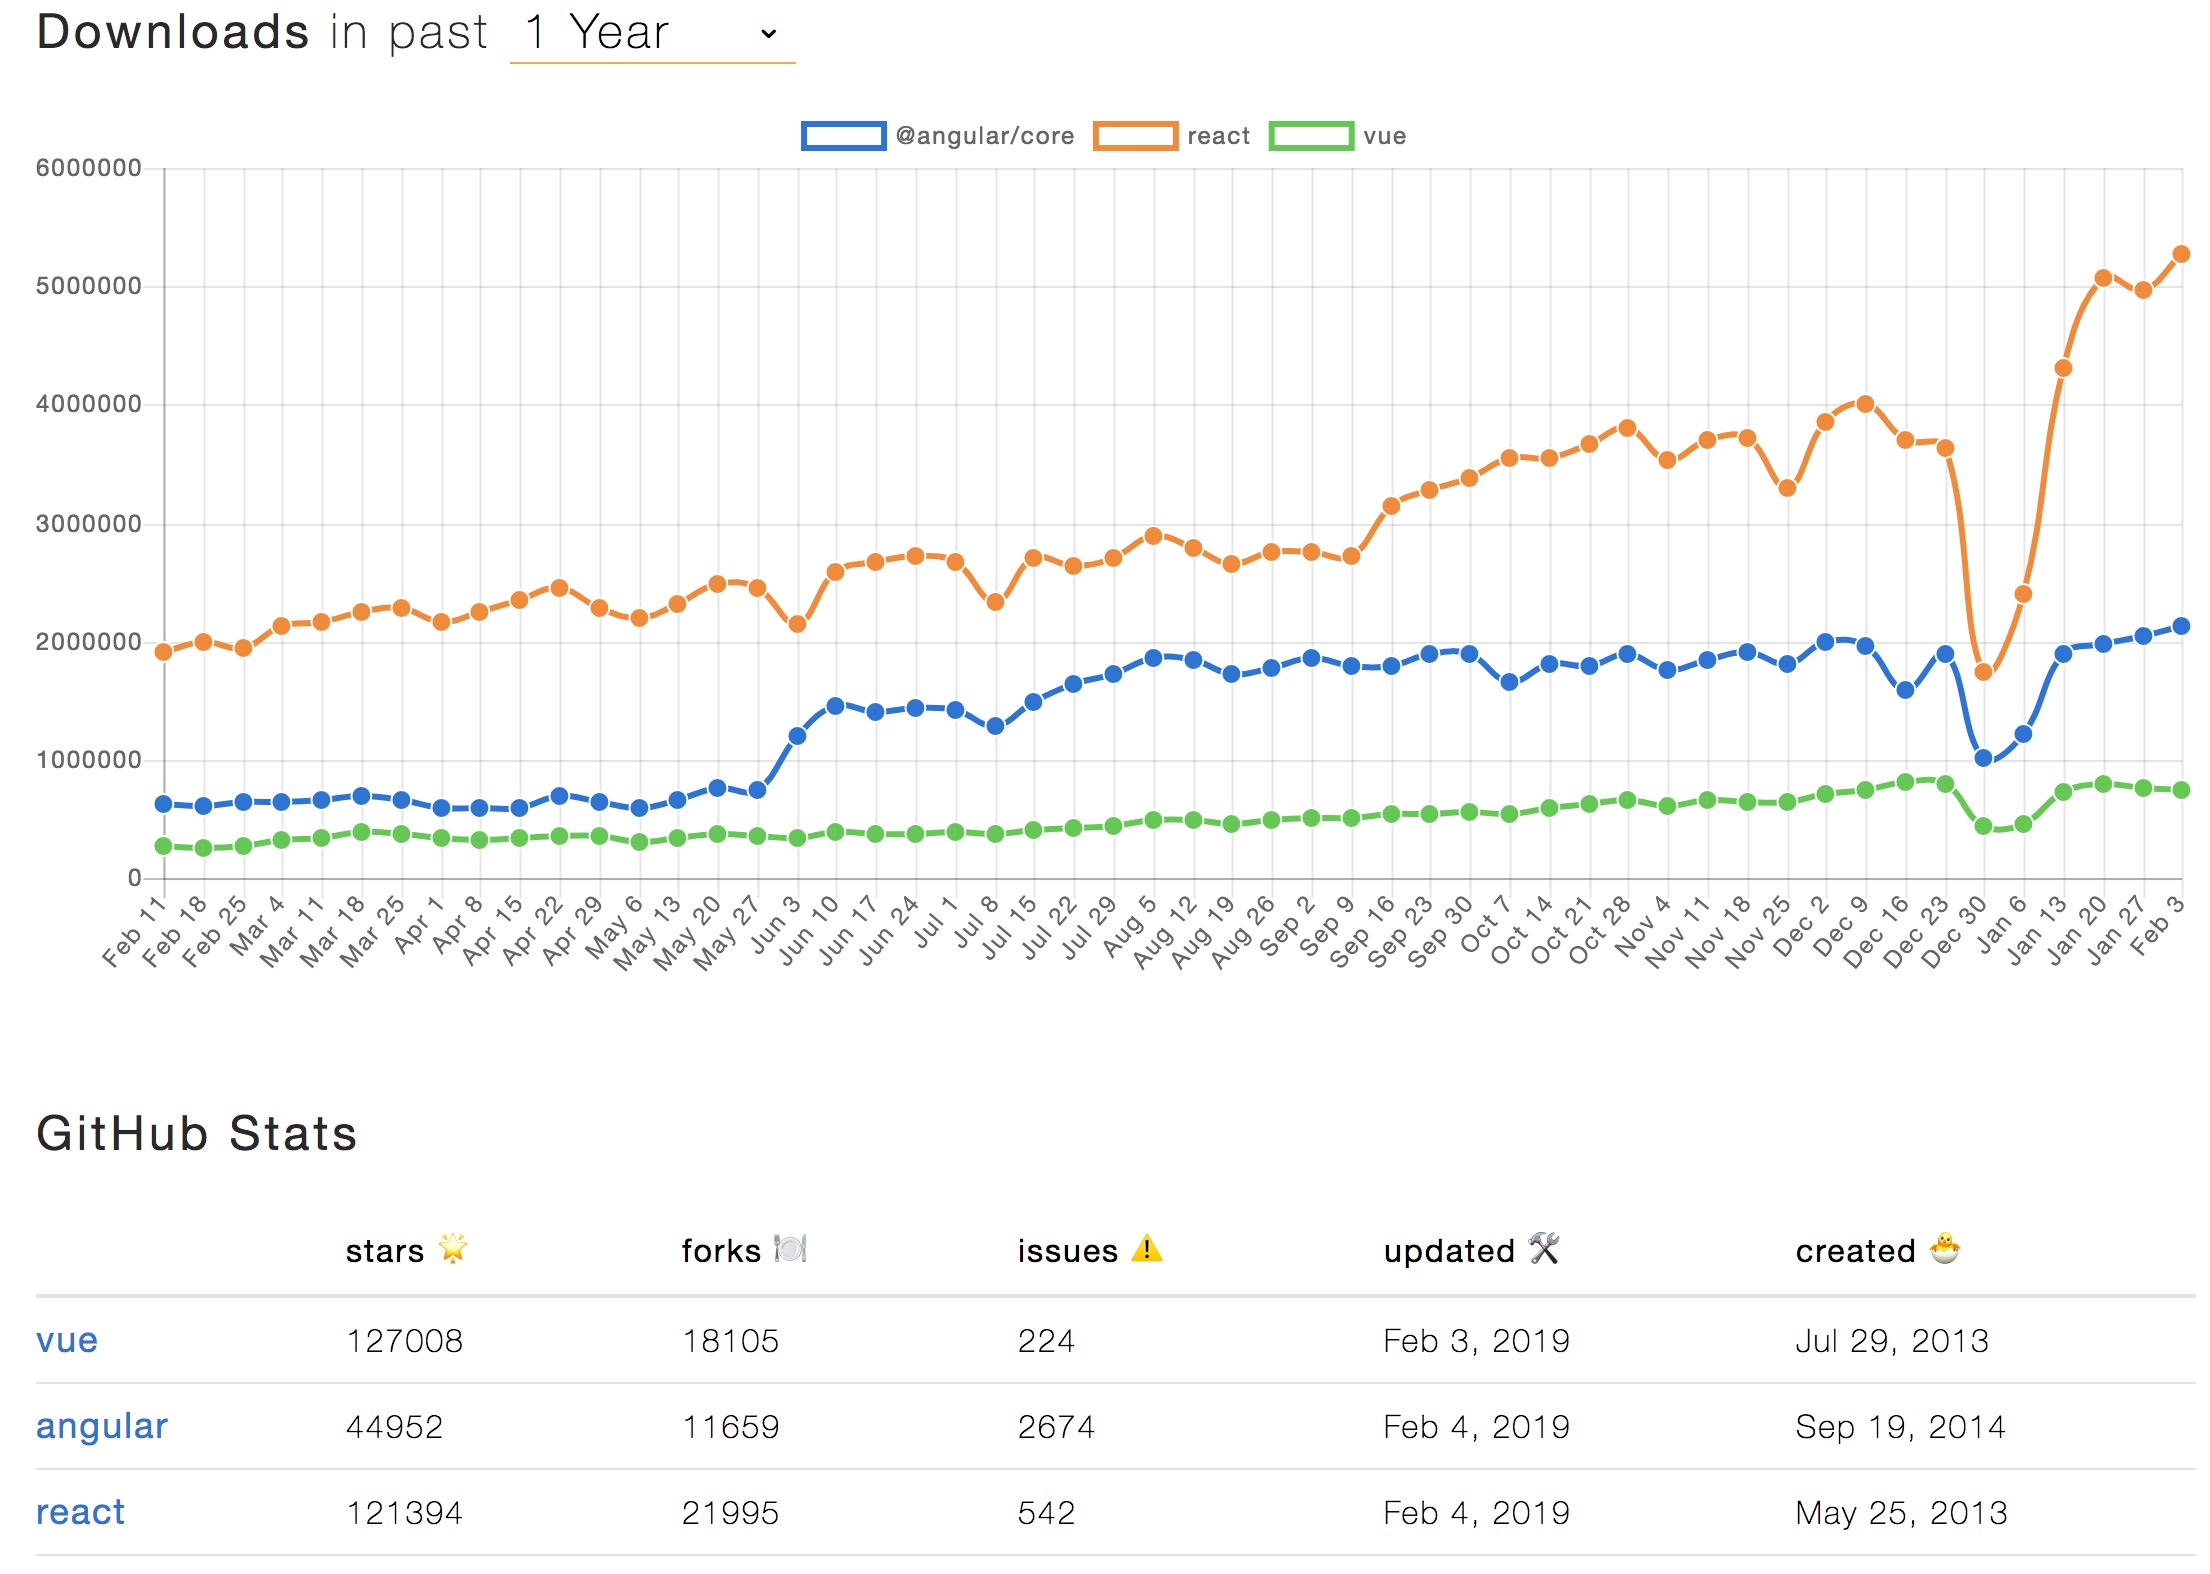 Downloads in past 1 Year
@angular/core react vue
6000000
5000000
4000000
3000000
2000000
1000000
0
Feb 11 Feb 18 Feb 25 Mar 4 Mar 11 Mar 18 Mar 25 Apr 1 Apr 8 Apr 15 Apr 22 Apr 29 May 6 May 13 May 20 May 27 Jun 3 Jun 10 Jun 17 Jun 24 Jul 1 Jul 8 Jul 15 Jul 22 Jul 29 Aug 5 Aug 12 Aug 19 Aug 26 Sep 2 Sep 9 Sep 16 Sep 23 Sep 30 Oct 7 Oct 14 Oct 21 Oct 28 Nov 4 Nov 11 Nov 18 Nov 25 Dec 2 Dec 9 Dec 16 Dec 23 Dec 30 Jan 6 Jan 13 Jan 20 Jan 27 Feb 3
GitHub Stats
stars 🌟 forks 🍽️ issues ⚠️ updated 🛠️ created 🐣
vue 127008 18105 224 Feb 3, 2019 Jul 29, 2013
angular 44952 11659 2674 Feb 4, 2019 Sep 19, 2014
react 121394 21995 542 Feb 4, 2019 May 25, 2013